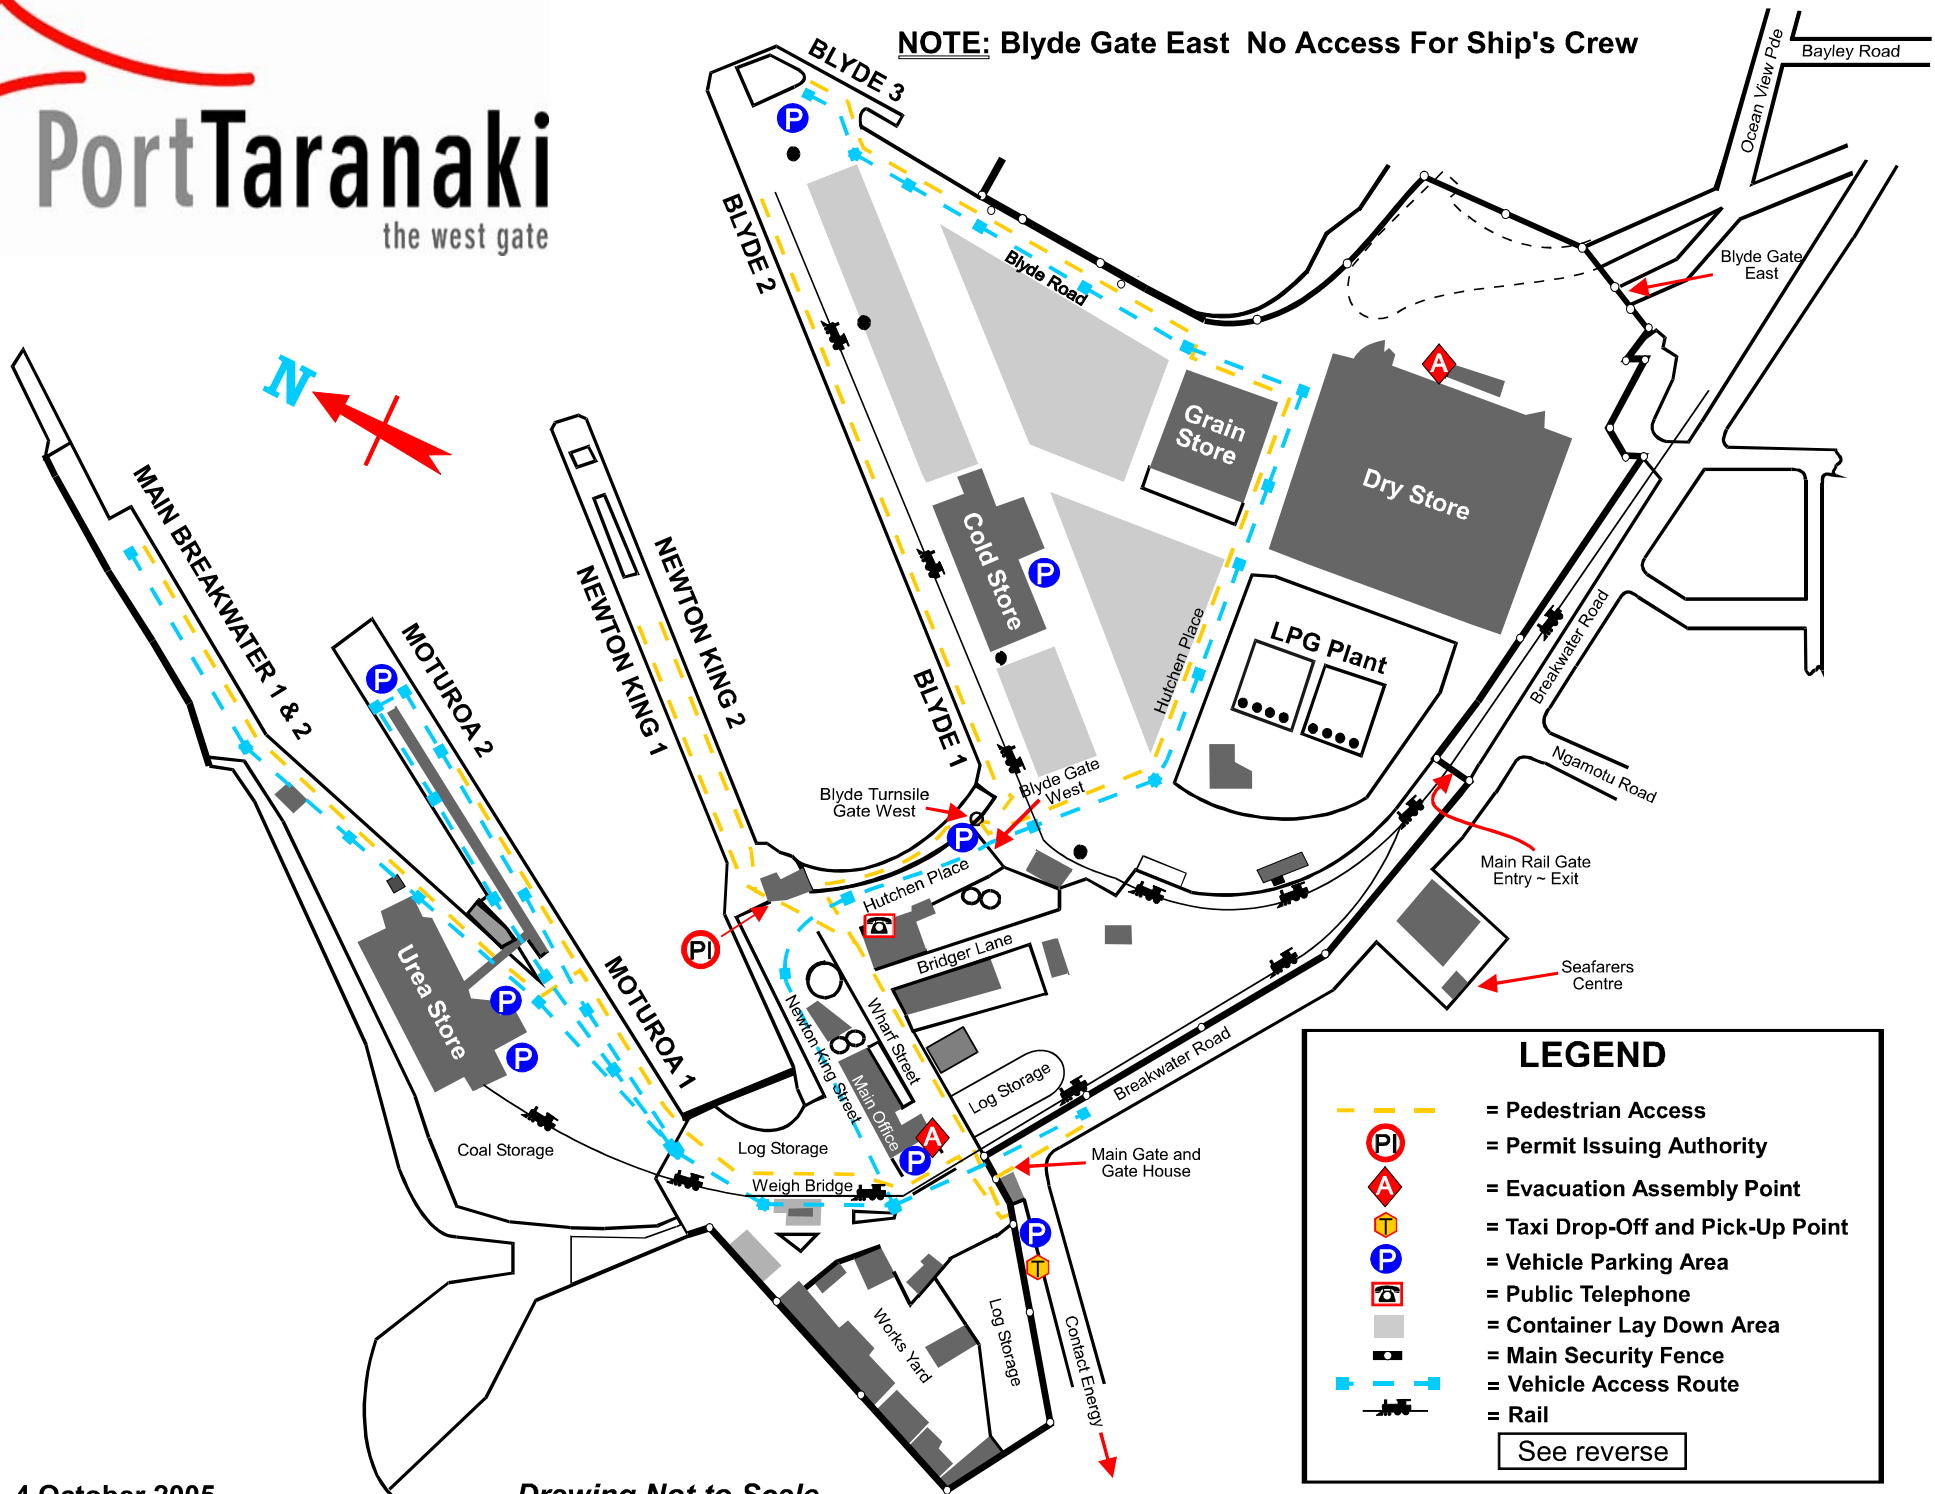 NOTE: Blyde Gate East No Access For Ship's Crew
PortTaranaki
the west gate
N
BLYDE 3
P
BLYDE 2
Blyde Road
Ocean View Pde
Bayley Road
Blyde Gate
East
A
Grain
Store
Dry Store
Cold Store
P
MAIN BREAKWATER 1 & 2
MOTUROA 2
P
NEWTON KING 1
NEWTON KING 2
BLYDE 1
Hutchen Place
LPG Plant
Breakwater Road
Ngamotu Road
Blyde Turnsile
Gate West
Blyde Gate
West
P
Main Rail Gate
Entry ~ Exit
Hutchen Place
PI
Bridger Lane
Seafarers
Centre
Urea Store
P
P
MOTUROA 1
Newton King Street
Wharf Street
Main Office
Log Storage
Breakwater Road
Coal Storage
Log Storage
Weigh Bridge
A
P
Main Gate and
Gate House
P
T
Works Yard
Log Storage
Contact Energy
LEGEND
= Pedestrian Access
PI = Permit Issuing Authority
A = Evacuation Assembly Point
T = Taxi Drop-Off and Pick-Up Point
P = Vehicle Parking Area
= Public Telephone
= Container Lay Down Area
= Main Security Fence
= Vehicle Access Route
= Rail
See reverse
4 October 2005
Drawing Not to Scale